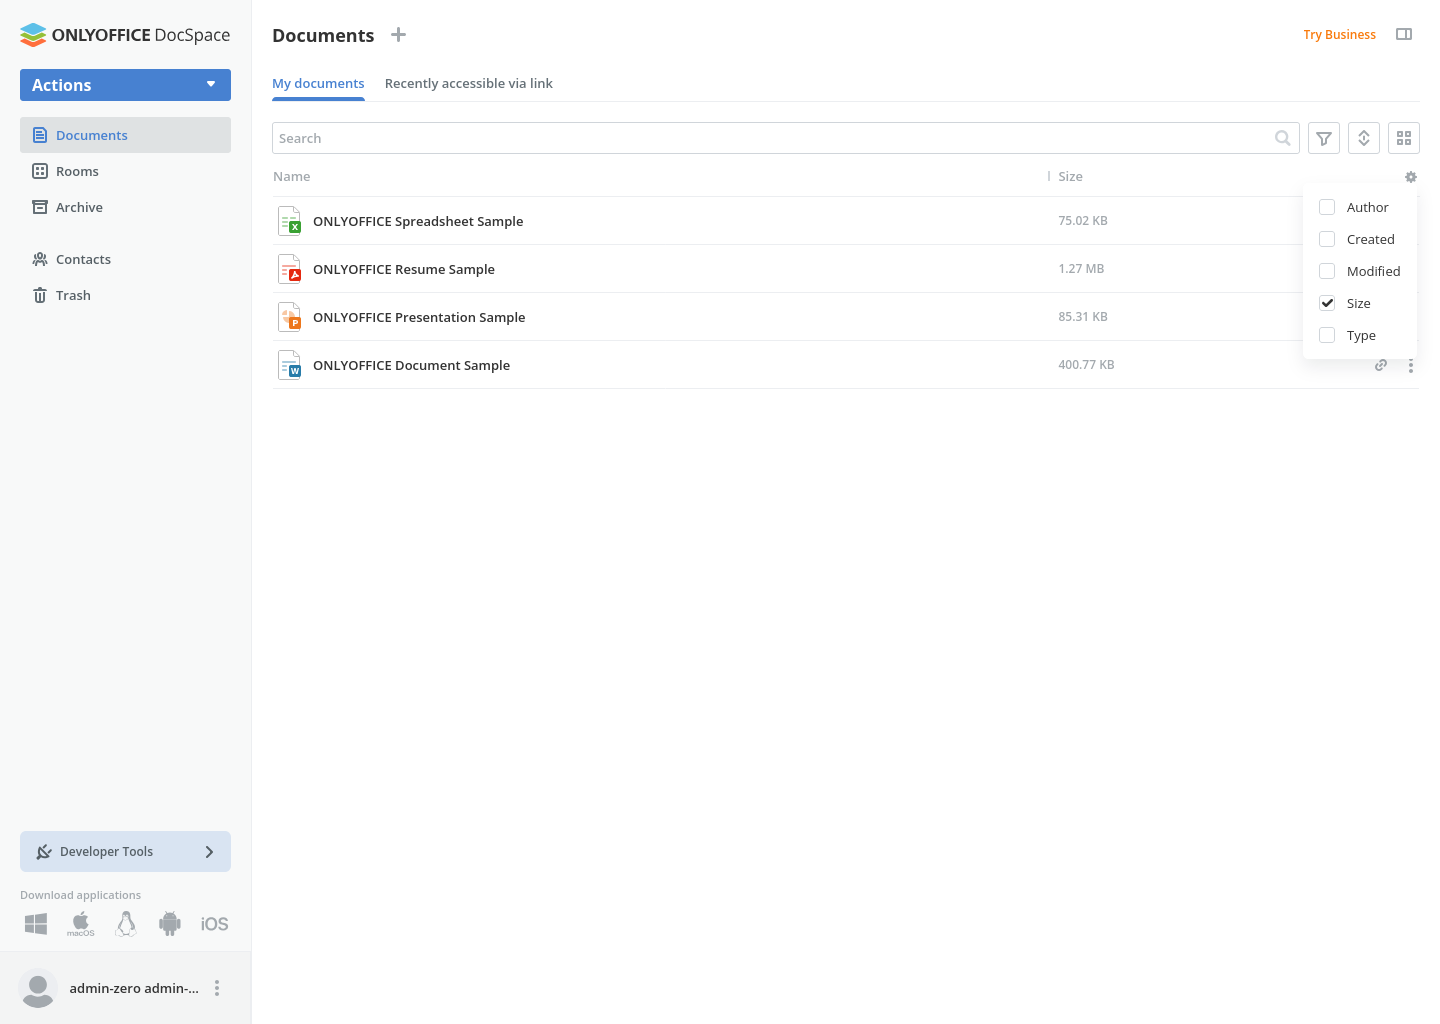 ONLYOFFICE DocSpace
Actions
Documents
Rooms
Archive
Contacts
Trash
Developer Tools
Download applications
macOS
iOS
admin-zero admin-...
Documents
Try Business
My documents
Recently accessible via link
Search
Name
Size
ONLYOFFICE Spreadsheet Sample
75.02 KB
ONLYOFFICE Resume Sample
1.27 MB
ONLYOFFICE Presentation Sample
85.31 KB
ONLYOFFICE Document Sample
400.77 KB
Author
Created
Modified
Size
Type
X
P
W